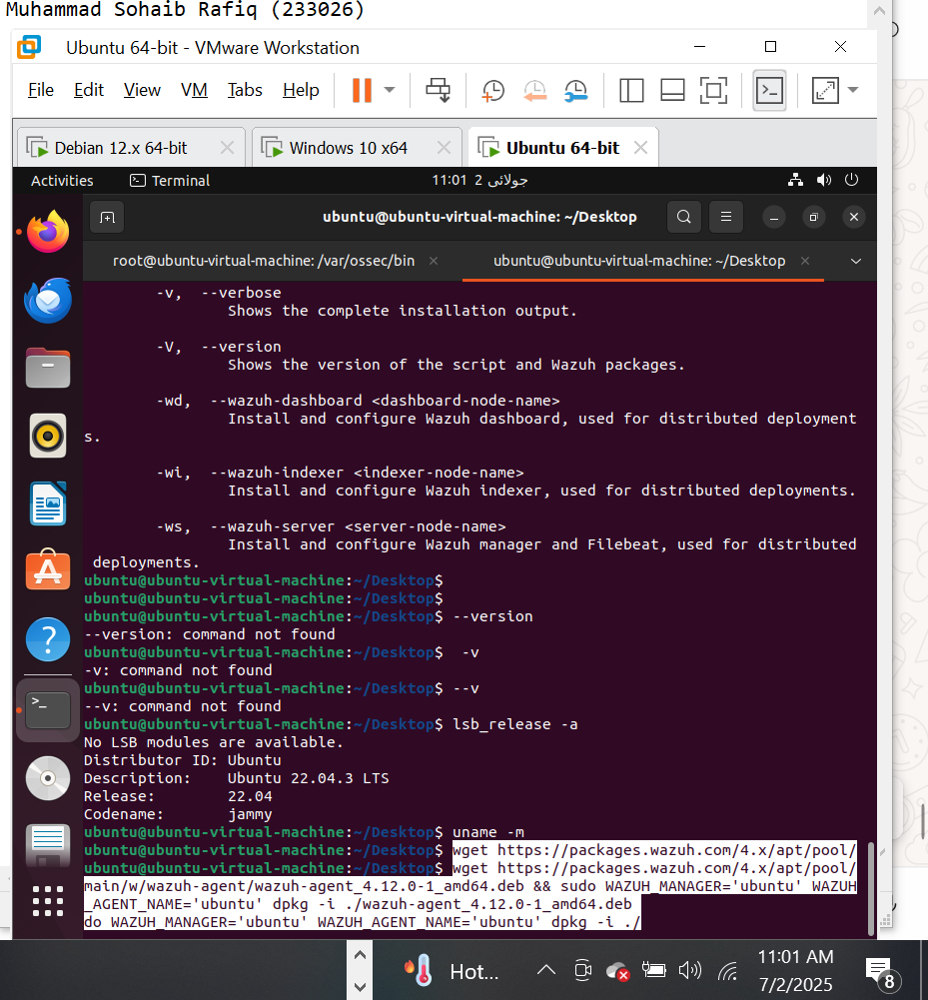 Muhammad Sohaib Rafiq (233026)
Ubuntu 64-bit - VMware Workstation
File Edit View VM Tabs Help
Debian 12.x 64-bit
Windows 10 x64
Ubuntu 64-bit
Activities
Terminal
11:01 2 جولائی
ubuntu@ubuntu-virtual-machine: ~/Desktop
root@ubuntu-virtual-machine: /var/ossec/bin
ubuntu@ubuntu-virtual-machine: ~/Desktop
-v, --verbose
Shows the complete installation output.
-V, --version
Shows the version of the script and Wazuh packages.
-wd, --wazuh-dashboard <dashboard-node-name>
Install and configure Wazuh dashboard, used for distributed deployment
s.
-wi, --wazuh-indexer <indexer-node-name>
Install and configure Wazuh indexer, used for distributed deployments.
-ws, --wazuh-server <server-node-name>
Install and configure Wazuh manager and Filebeat, used for distributed
deployments.
ubuntu@ubuntu-virtual-machine:~/Desktop$
ubuntu@ubuntu-virtual-machine:~/Desktop$
ubuntu@ubuntu-virtual-machine:~/Desktop$ --version
--version: command not found
ubuntu@ubuntu-virtual-machine:~/Desktop$  -v
-v: command not found
ubuntu@ubuntu-virtual-machine:~/Desktop$ --v
--v: command not found
ubuntu@ubuntu-virtual-machine:~/Desktop$ lsb_release -a
No LSB modules are available.
Distributor ID: Ubuntu
Description: Ubuntu 22.04.3 LTS
Release: 22.04
Codename: jammy
ubuntu@ubuntu-virtual-machine:~/Desktop$ uname -m
ubuntu@ubuntu-virtual-machine:~/Desktop$ wget https://packages.wazuh.com/4.x/apt/pool/
ubuntu@ubuntu-virtual-machine:~/Desktop$ wget https://packages.wazuh.com/4.x/apt/pool/
main/w/wazuh-agent/wazuh-agent_4.12.0-1_amd64.deb && sudo WAZUH_MANAGER='ubuntu' WAZUH
_AGENT_NAME='ubuntu' dpkg -i ./wazuh-agent_4.12.0-1_amd64.deb
do WAZUH_MANAGER='ubuntu' WAZUH_AGENT_NAME='ubuntu' dpkg -i ./
Hot...
11:01 AM
7/2/2025
8